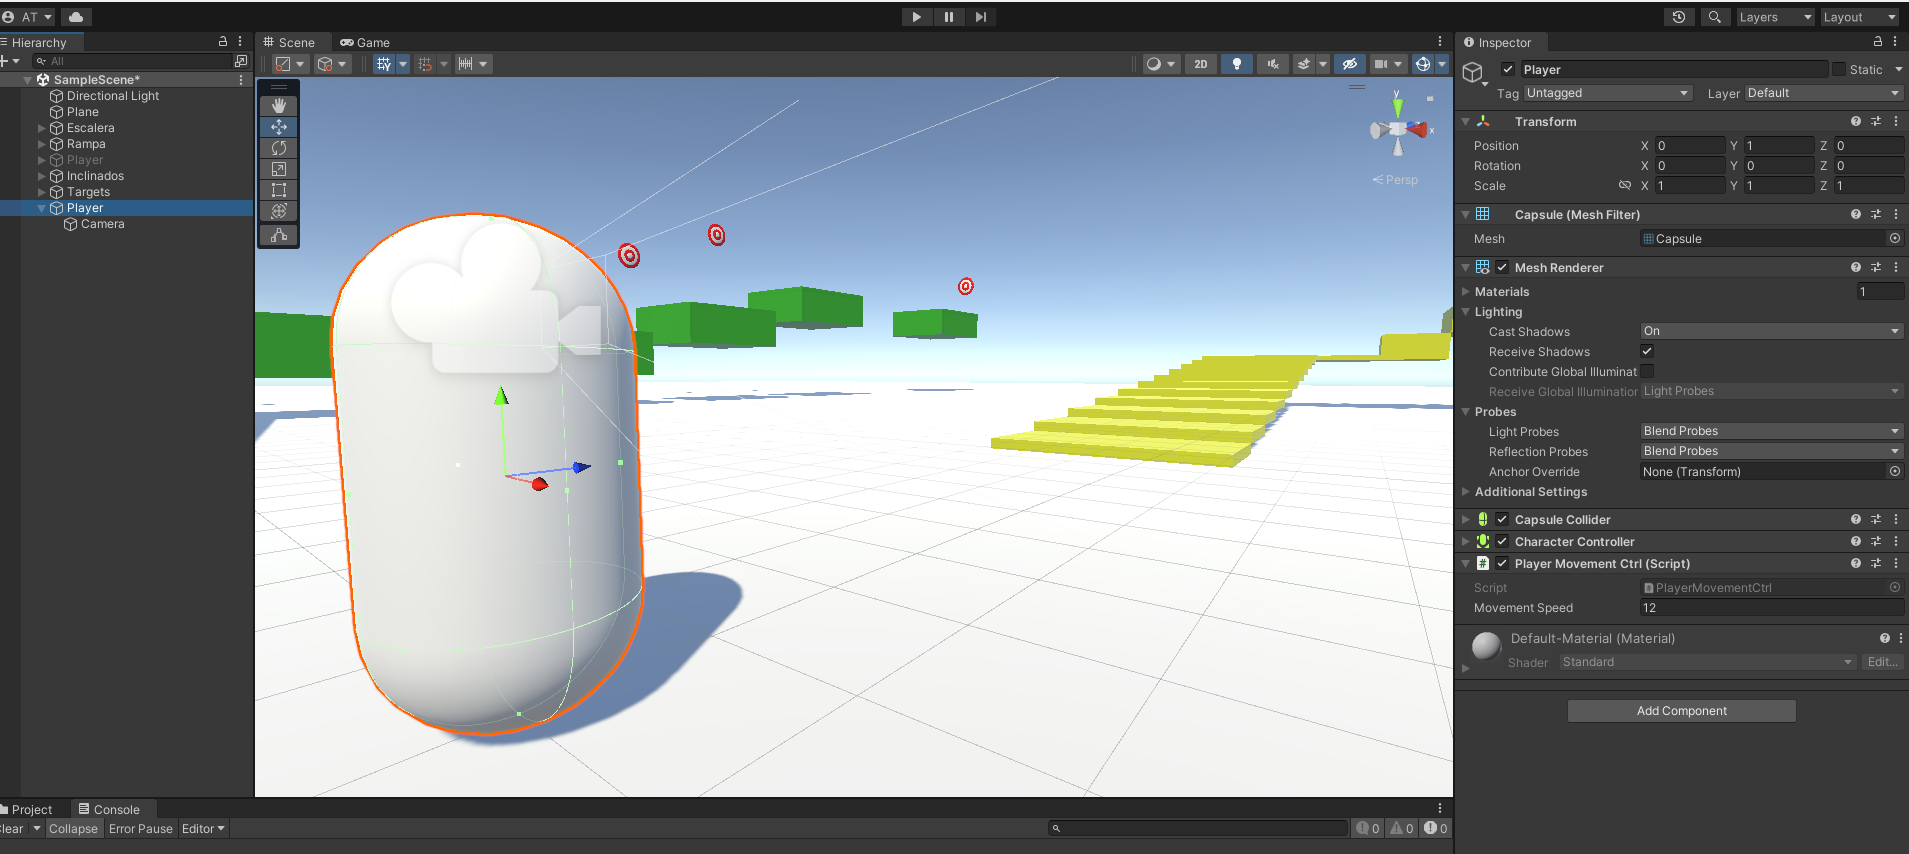 AT
Layers
Layout
Hierarchy
All
SampleScene*
Directional Light
Plane
Escalera
Rampa
Player
Inclinados
Targets
Player
Camera
Scene
Game
2D
y
x
Persp
Inspector
Player
Static
Tag
Untagged
Layer
Default
Transform
Position
X 0
Y 1
Z 0
Rotation
X 0
Y 0
Z 0
Scale
X 1
Y 1
Z 1
Capsule (Mesh Filter)
Mesh
Capsule
Mesh Renderer
Materials
1
Lighting
Cast Shadows
On
Receive Shadows
Contribute Global Illuminat
Receive Global Illumination
Light Probes
Probes
Light Probes
Blend Probes
Reflection Probes
Blend Probes
Anchor Override
None (Transform)
Additional Settings
Capsule Collider
Character Controller
Player Movement Ctrl (Script)
Script
PlayerMovementCtrl
Movement Speed
12
Default-Material (Material)
Shader
Standard
Edit...
Add Component
Project
Console
lear
Collapse
Error Pause
Editor
0
0
0